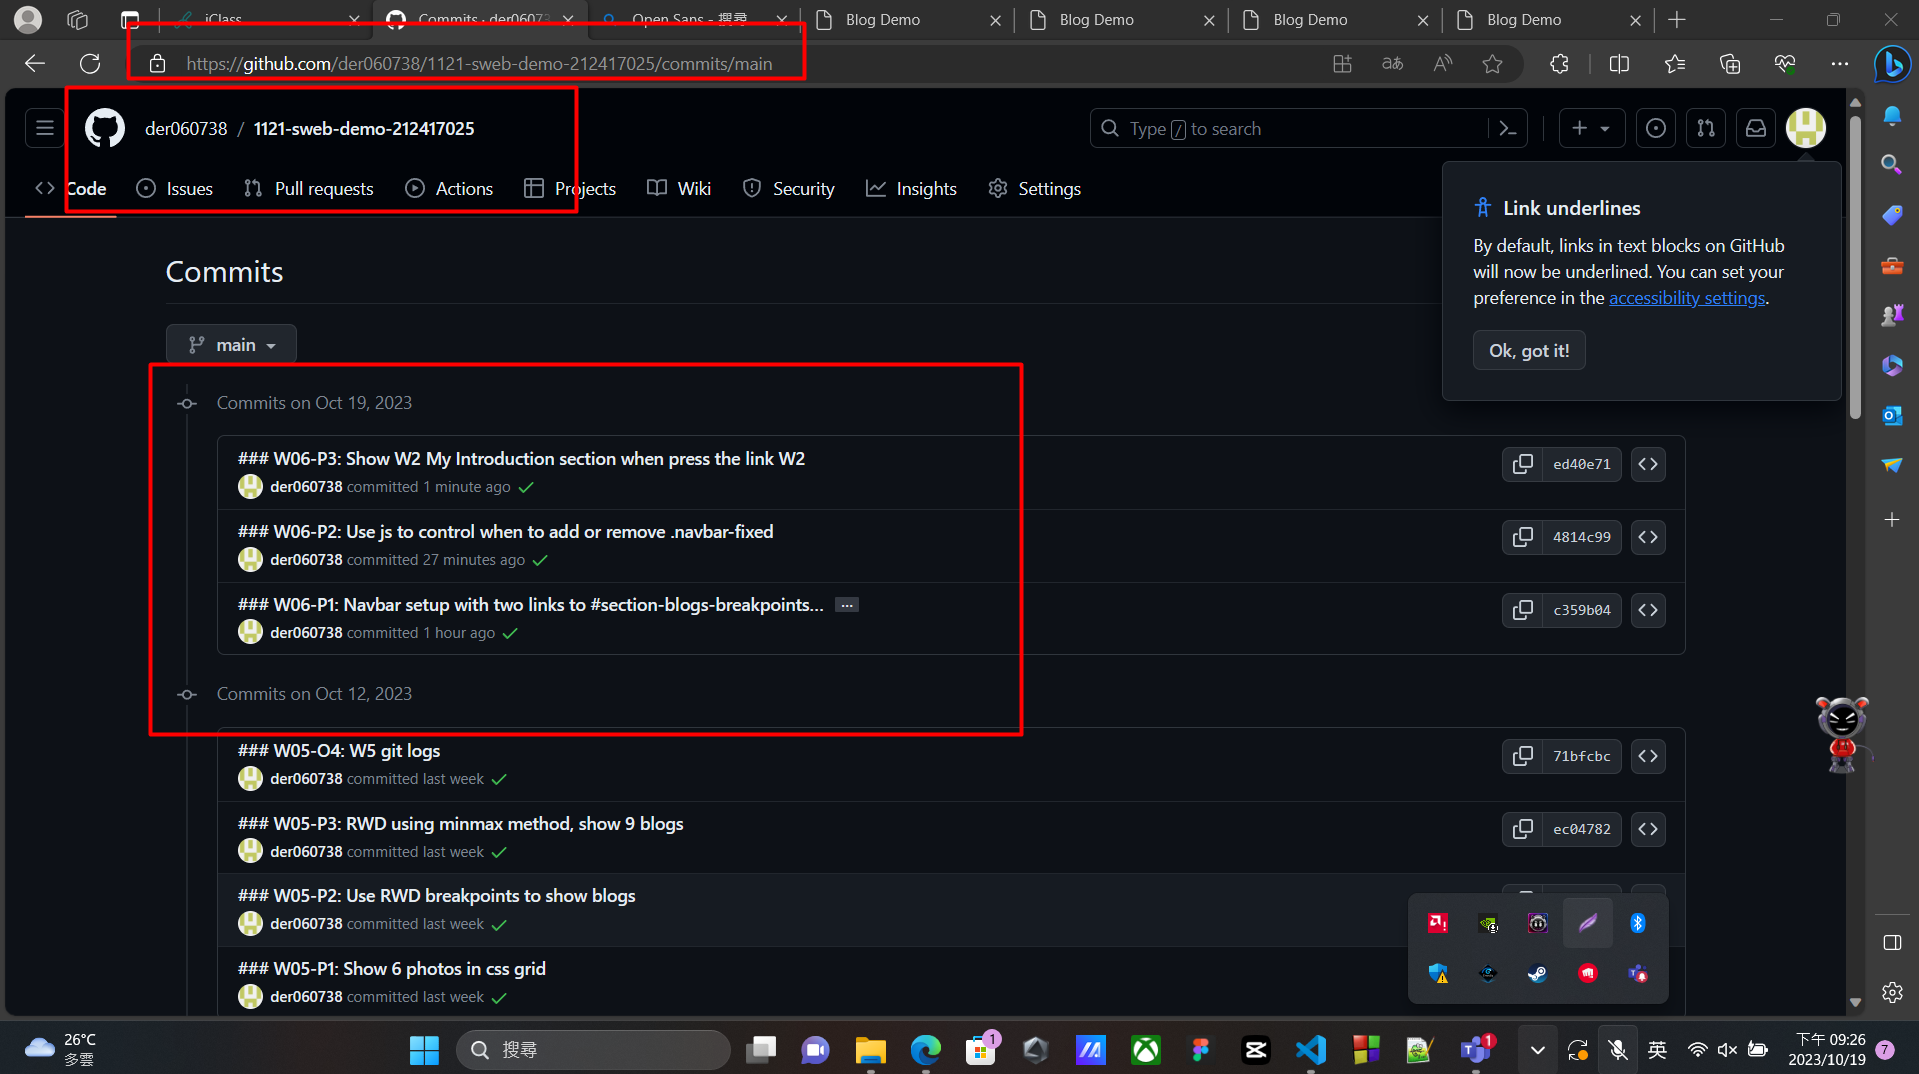 iClass
Commits · der060738
Open Sans - 搜尋
Blog Demo
Blog Demo
Blog Demo
Blog Demo
https://github.com/der060738/1121-sweb-demo-212417025/commits/main
der060738 / 1121-sweb-demo-212417025
Type / to search
Code
Issues
Pull requests
Actions
Projects
Wiki
Security
Insights
Settings
Link underlines
By default, links in text blocks on GitHub
will now be underlined. You can set your
preference in the accessibility settings.
Ok, got it!
Commits
main
Commits on Oct 19, 2023
### W06-P3: Show W2 My Introduction section when press the link W2
der060738 committed 1 minute ago
ed40e71
### W06-P2: Use js to control when to add or remove .navbar-fixed
der060738 committed 27 minutes ago
4814c99
### W06-P1: Navbar setup with two links to #section-blogs-breakpoints…
der060738 committed 1 hour ago
c359b04
Commits on Oct 12, 2023
### W05-O4: W5 git logs
der060738 committed last week
71bfcbc
### W05-P3: RWD using minmax method, show 9 blogs
der060738 committed last week
ec04782
### W05-P2: Use RWD breakpoints to show blogs
der060738 committed last week
### W05-P1: Show 6 photos in css grid
der060738 committed last week
26°C
多雲
搜尋
1
1
英
下午 09:26
2023/10/19
7